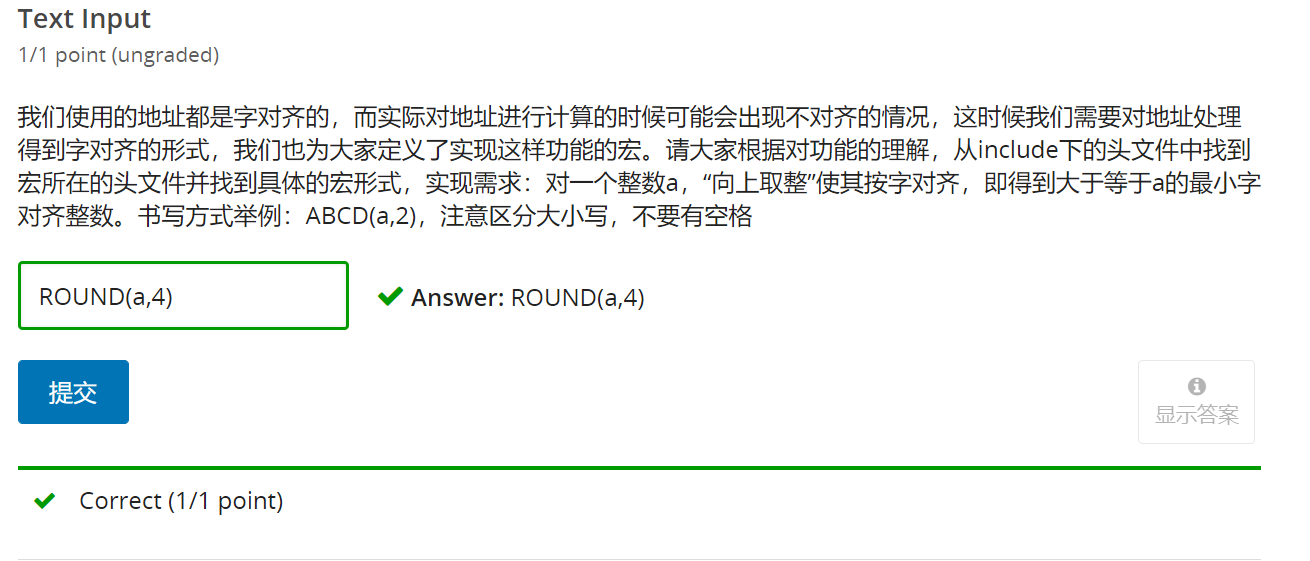 Text Input
1/1 point (ungraded)
我们使用的地址都是字对齐的，而实际对地址进行计算的时候可能会出现不对齐的情况，这时候我们需要对地址处理
得到字对齐的形式，我们也为大家定义了实现这样功能的宏。请大家根据对功能的理解，从include下的头文件中找到
宏所在的头文件并找到具体的宏形式，实现需求：对一个整数a，“向上取整”使其按字对齐，即得到大于等于a的最小字
对齐整数。书写方式举例：ABCD(a,2)，注意区分大小写，不要有空格
ROUND(a,4)
Answer: ROUND(a,4)
提交
显示答案
Correct (1/1 point)